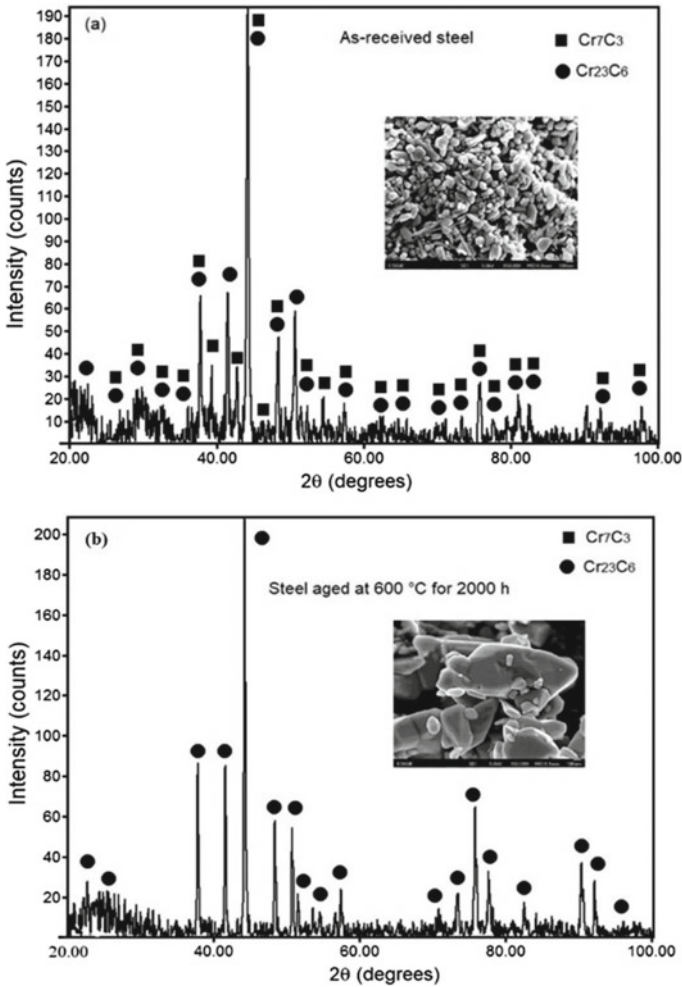 (a)
As-received steel
Cr7C3
Cr23C6
Intensity (counts)
190
180
170
160
150
140
130
120
110
100
90
80
70
60
50
40
30
20
10
20.00 40.00 60.00 80.00 100.00
2θ (degrees)
(b)
Cr7C3
Cr23C6
Steel aged at 600 °C for 2000 h
Intensity (counts)
200
180
160
140
120
100
80
60
40
20
20.00 40.00 60.00 80.00 100.00
2θ (degrees)